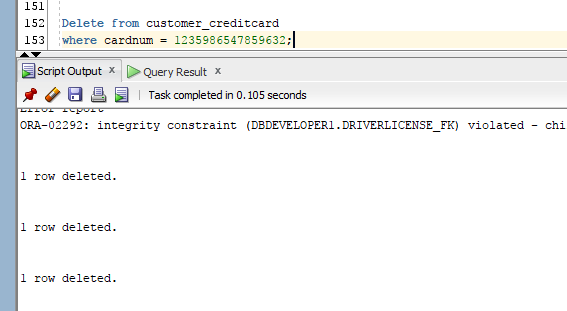 151
152 Delete from customer_creditcard
153 where cardnum = 1235986547859632;
Script Output x Query Result x
Task completed in 0.105 seconds
Error report
ORA-02292: integrity constraint (DBDEVELOPER1.DRIVERLICENSE_FK) violated - chi
1 row deleted.
1 row deleted.
1 row deleted.